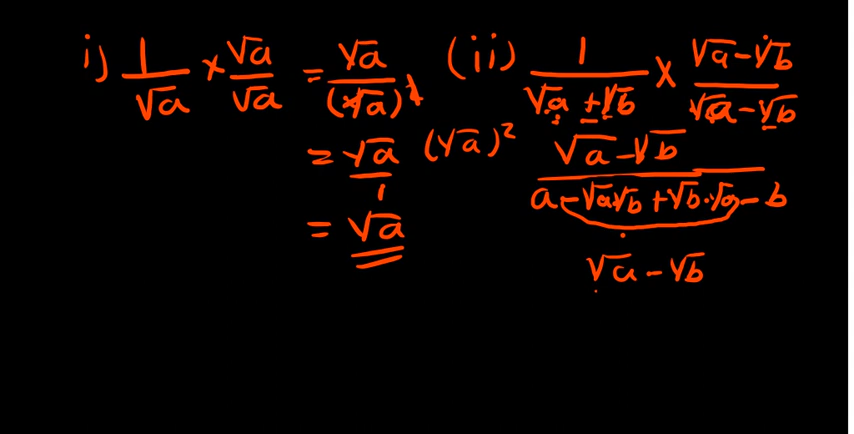 i) 1/√a × √a/√a = √a/(√a)²
= √a/1 (√a)²
= √a
(ii) 1/(√a + √b) × (√a - √b)/(√a - √b)
(√a - √b)/(a - √a√b + √b·√a - b)
√a - √b